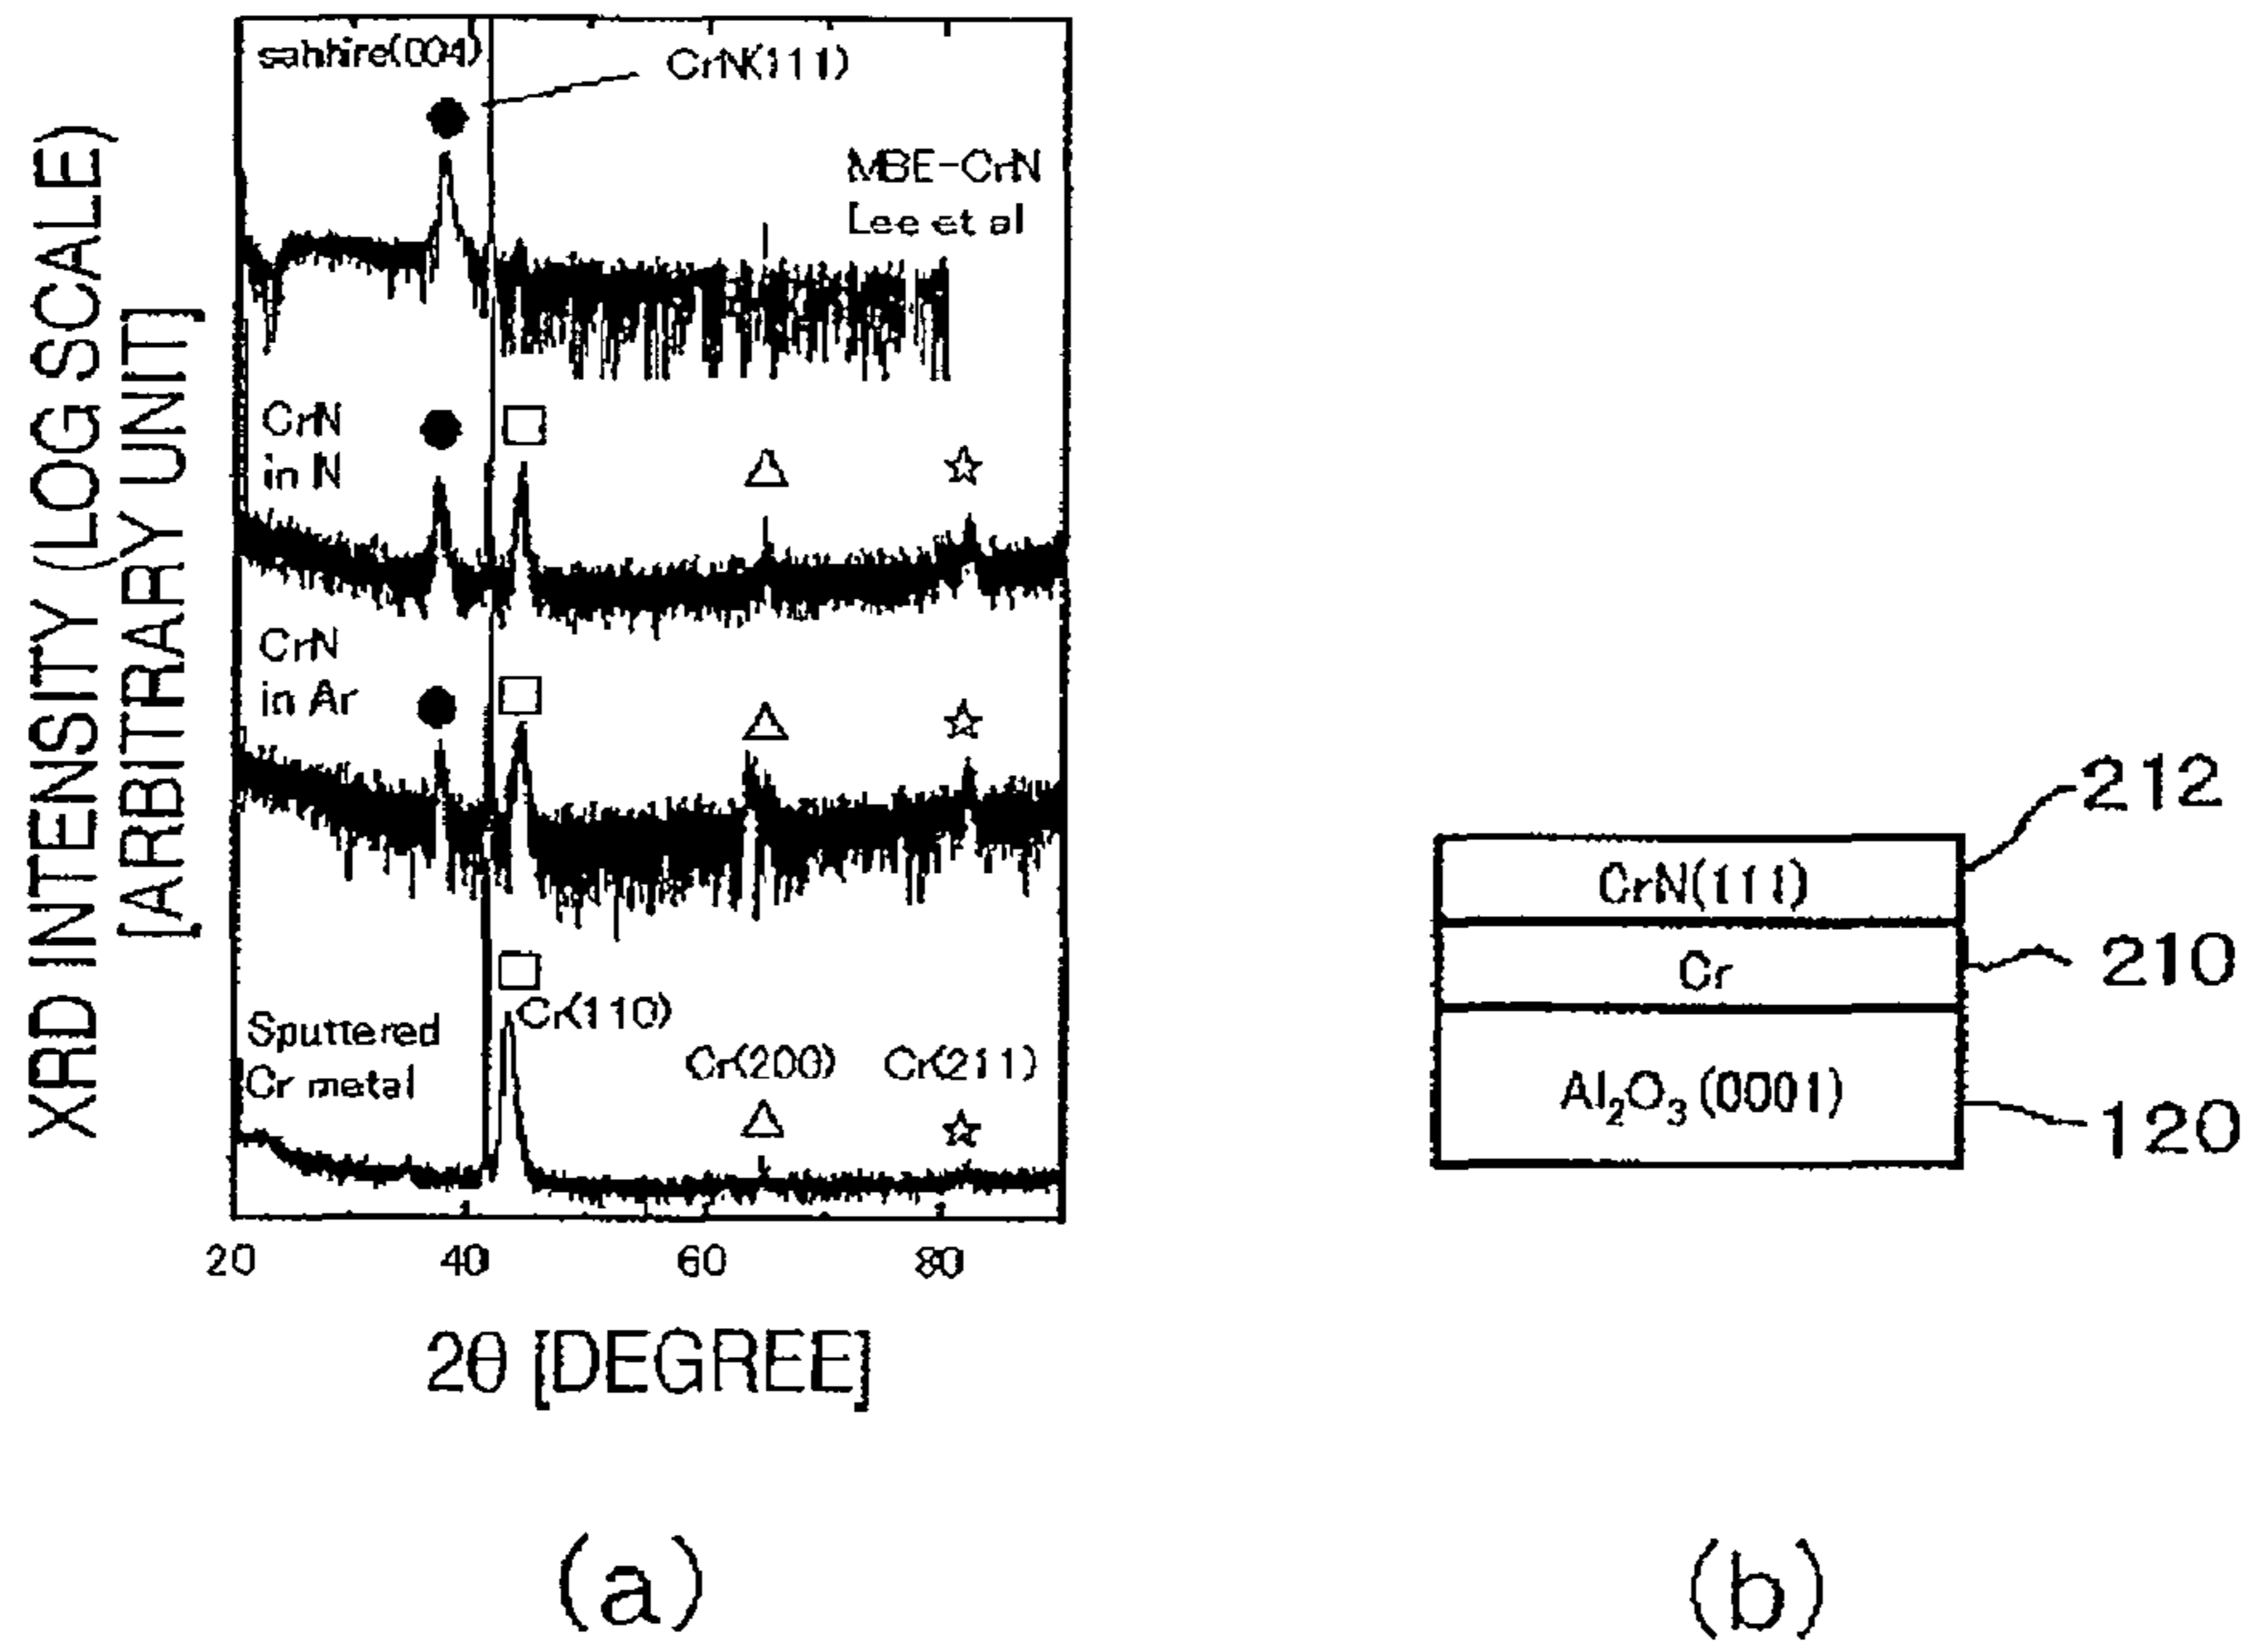 XRD INTENSITY (LOG SCALE)
[ARBITRARY UNIT]
sahhire(004)
CrN(111)
MBE-CrN
Lee et al
CrN
in N
CrN
in Ar
Sputtered
Cr metal
Cr(110)
Cr(200)
Cr(211)
20
40
60
80
2θ [DEGREE]
(a)
CrN(111)
212
Cr
210
Al2O3(0001)
120
(b)